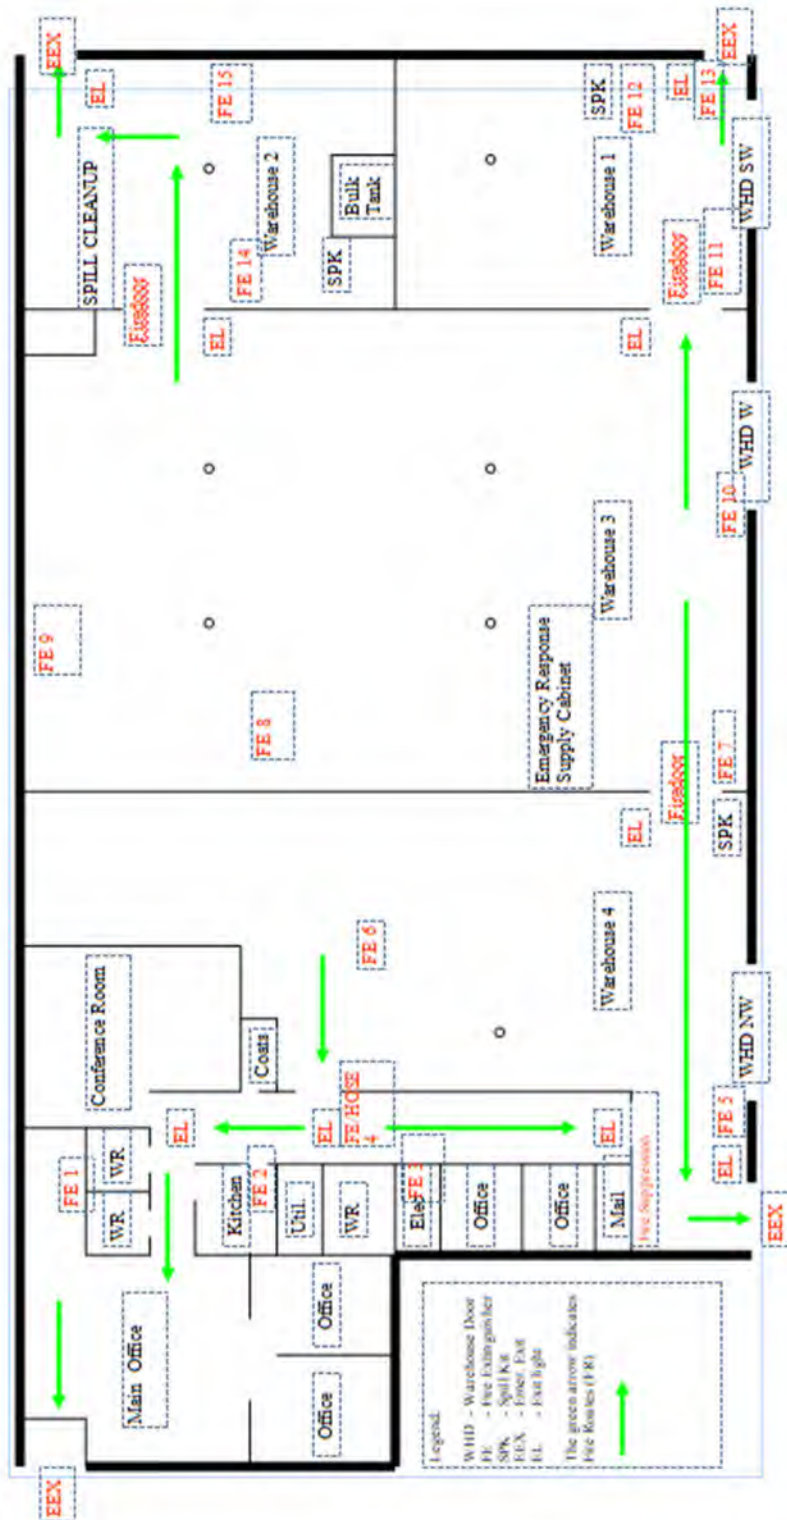 EEX
EL
SPILL CLEANUP
FE 15
Warehouse 2
Bulk
Tank
SPK
FE 12
EL
FE 13
EEX
Warehouse 1
WHD SW
Firedoor
FE 14
SPK
Firedoor
FE 11
EL
EL
WHD W
FE 10
Warehouse 3
FE 9
FE 8
Emergency Response
Supply Cabinet
FE 7
Firedoor
EL
SPK
FE 6
Warehouse 4
Conference Room
Coats
WHD NW
FE/HOSE
4
EL
EL
EL
FE 5
EL
Fire Suppression
FE 1
WR
WR
Kitchen
FE 2
Util.
WR
FE 3
Office
Office
Mail
EEX
Main Office
Office
Office
EEX
Legend:
WHD - Warehouse Door
FE - Fire Extinguisher
SPK - Spill Kit
EEX - Emer. Exit
EL - Exit light
The green arrow indicates
Fire Routes (FR)